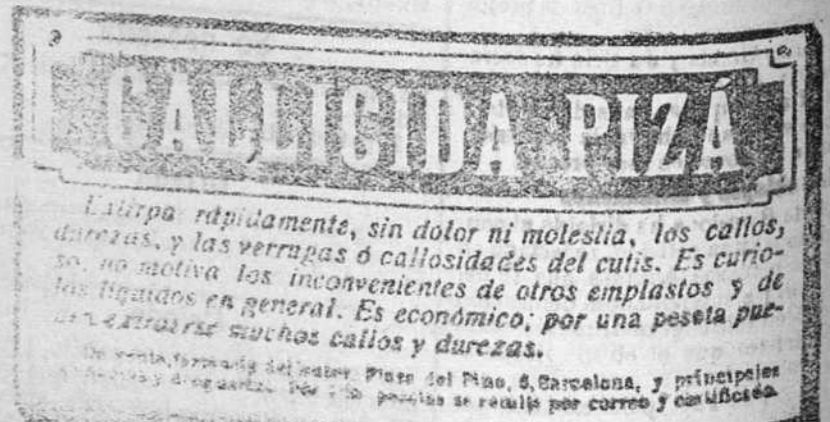 CALLICIDA PIZÁ
Extirpa rápidamente, sin dolor ni molestia, los callos,
durezas, y las verrugas ó callosidades del cutis. Es curio-
so, no motiva los inconvenientes de otros emplastos y de
los líquidos en general. Es económico; por una peseta pue-
den extraerse muchos callos y durezas.
De venta, farmacia del autor, Plaza del Pino, 6, Barcelona, y principales
y droguerías. Por pesetas se remite por correo y certificado.